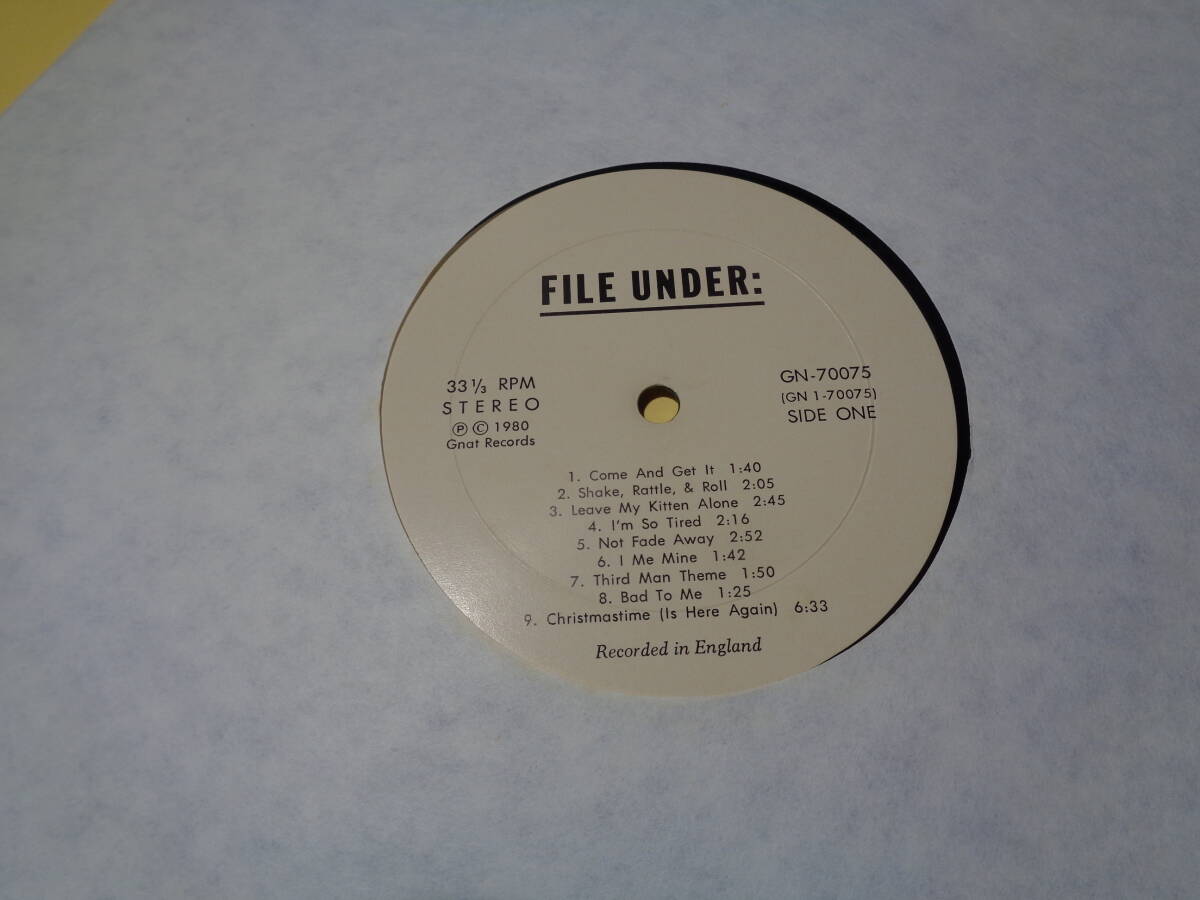 FILE UNDER:
33 1/3 RPM
STEREO
Ⓟ © 1980
Gnat Records
GN-70075
(GN 1-70075)
SIDE ONE
1. Come And Get It 1:40
2. Shake, Rattle, & Roll 2:05
3. Leave My Kitten Alone 2:45
4. I'm So Tired 2:16
5. Not Fade Away 2:52
6. I Me Mine 1:42
7. Third Man Theme 1:50
8. Bad To Me 1:25
9. Christmastime (Is Here Again) 6:33
Recorded in England